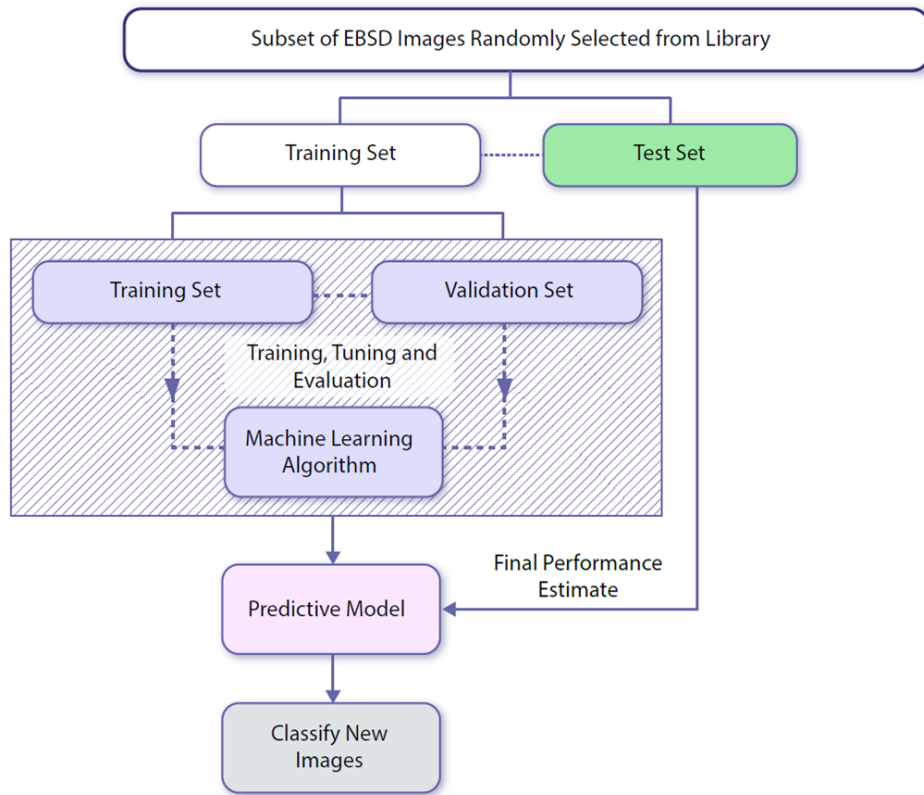 Subset of EBSD Images Randomly Selected from Library
Training Set
Test Set
Training Set
Validation Set
Training, Tuning and
Evaluation
Machine Learning
Algorithm
Final Performance
Estimate
Predictive Model
Classify New
Images